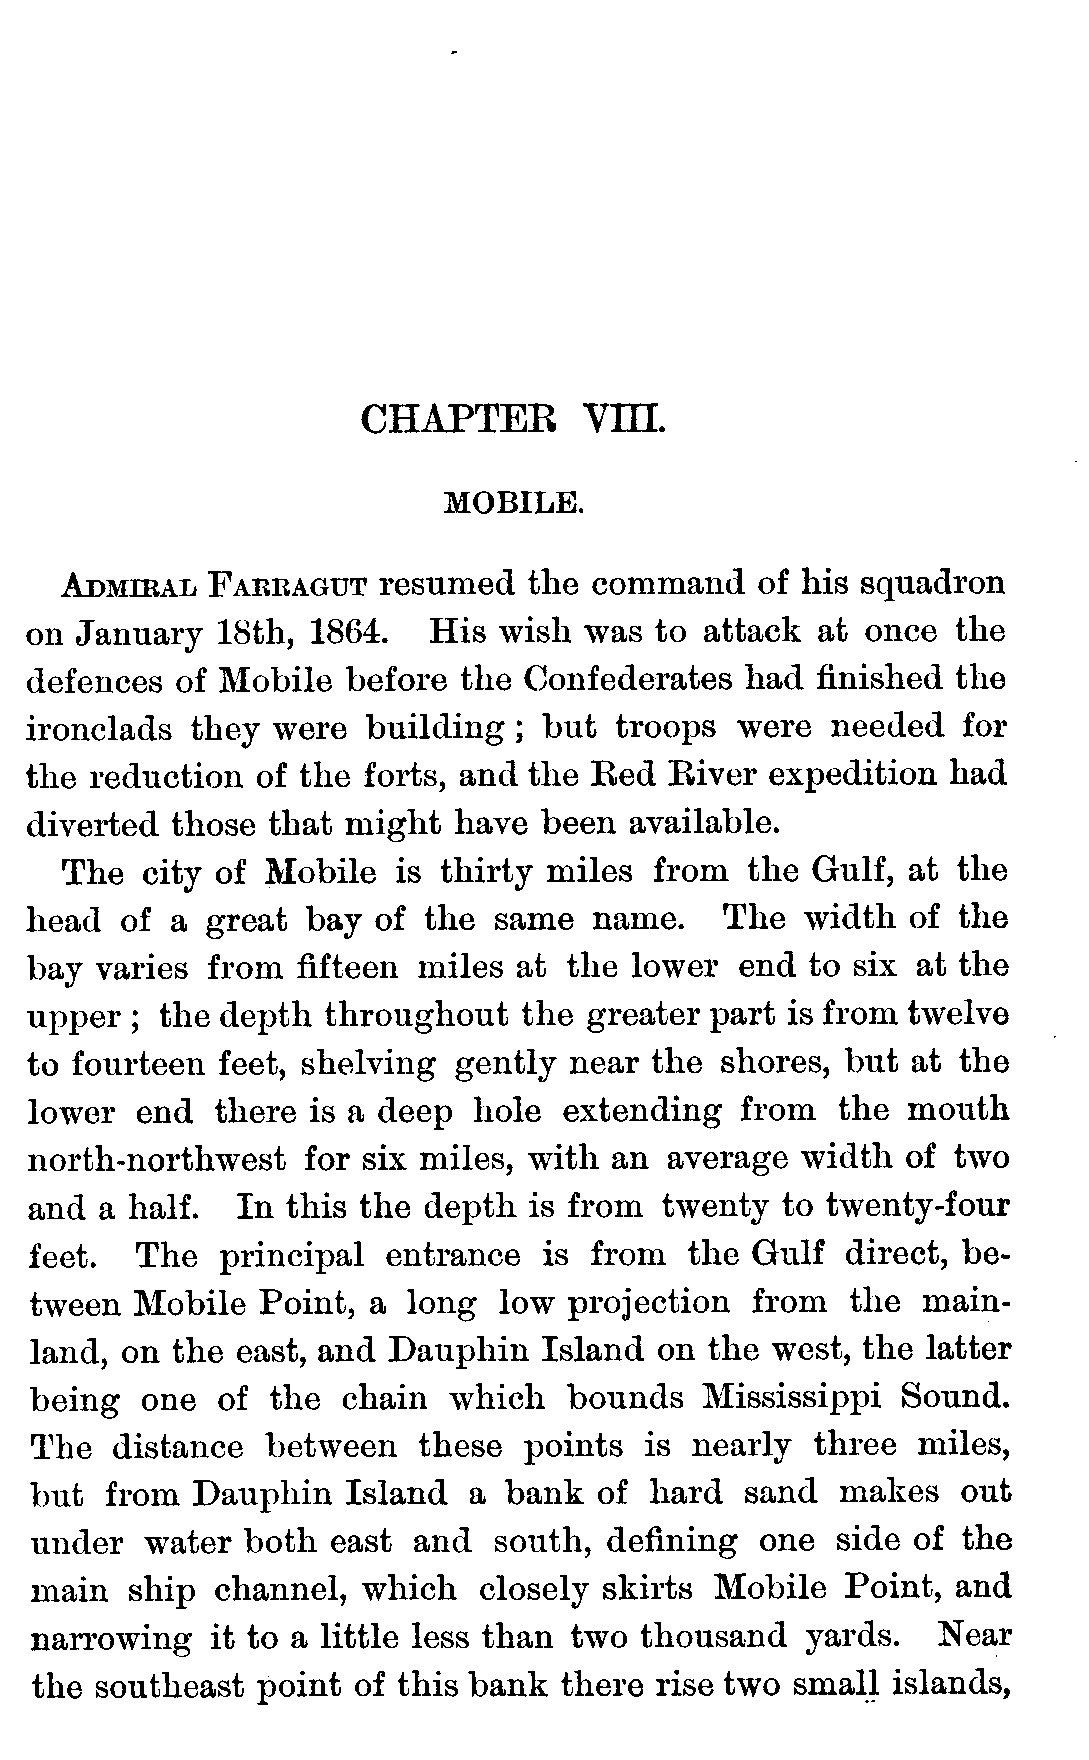 CHAPTER VIII.
MOBILE.
ADMIRAL FARRAGUT resumed the command of his squadron
on January 18th, 1864. His wish was to attack at once the
defences of Mobile before the Confederates had finished the
ironclads they were building ; but troops were needed for
the reduction of the forts, and the Red River expedition had
diverted those that might have been available.
The city of Mobile is thirty miles from the Gulf, at the
head of a great bay of the same name. The width of the
bay varies from fifteen miles at the lower end to six at the
upper ; the depth throughout the greater part is from twelve
to fourteen feet, shelving gently near the shores, but at the
lower end there is a deep hole extending from the mouth
north-northwest for six miles, with an average width of two
and a half. In this the depth is from twenty to twenty-four
feet. The principal entrance is from the Gulf direct, be-
tween Mobile Point, a long low projection from the main-
land, on the east, and Dauphin Island on the west, the latter
being one of the chain which bounds Mississippi Sound.
The distance between these points is nearly three miles,
but from Dauphin Island a bank of hard sand makes out
under water both east and south, defining one side of the
main ship channel, which closely skirts Mobile Point, and
narrowing it to a little less than two thousand yards. Near
the southeast point of this bank there rise two small islands,